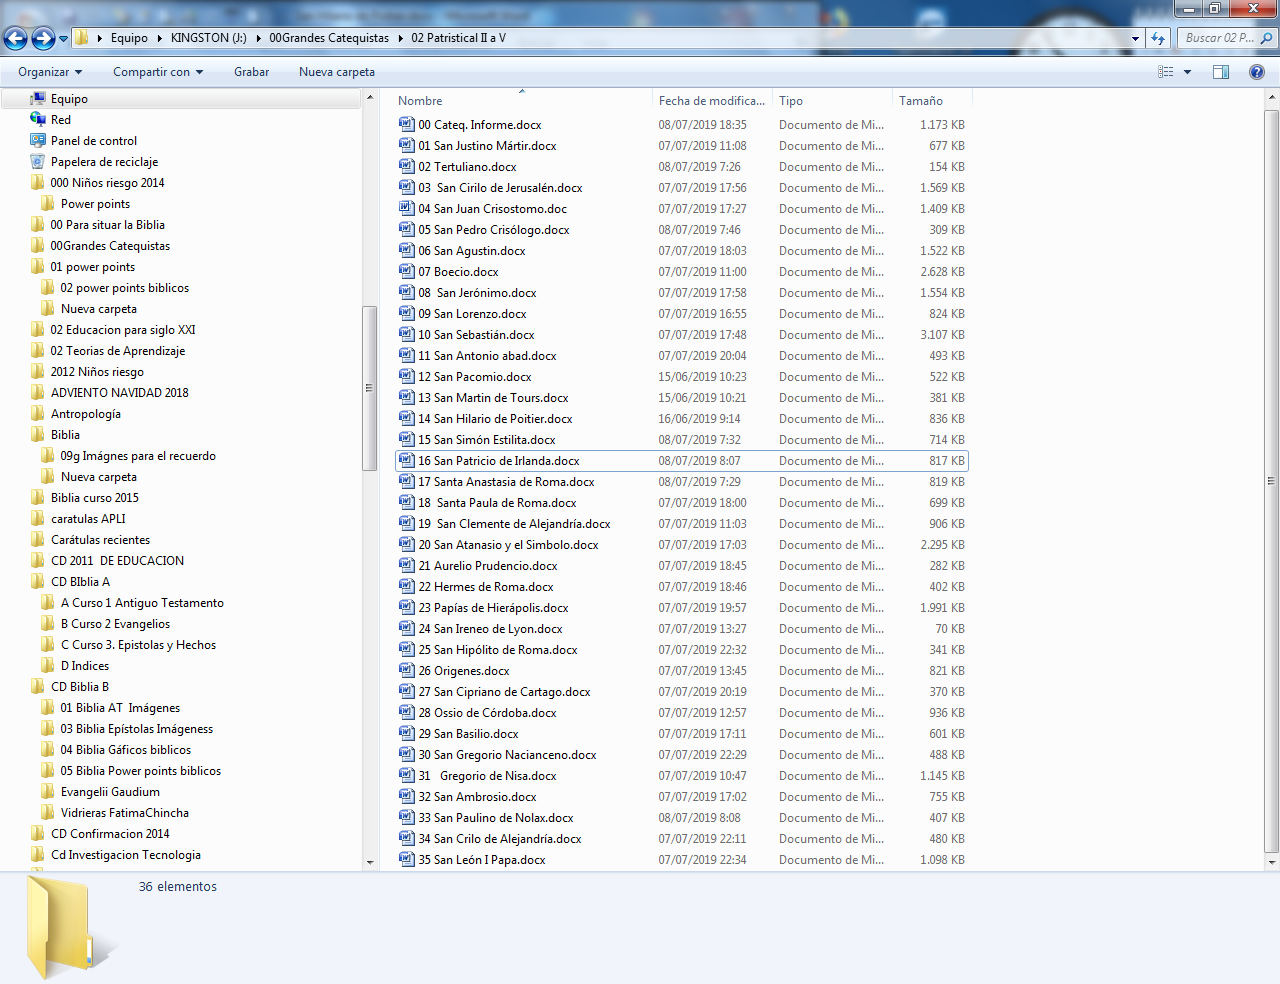 Equipo KINGSTON (J:) 00Grandes Catequistas 02 Patristical II a V
Buscar 02 P...
Organizar Compartir con Grabar Nueva carpeta
Equipo
Red
Panel de control
Papelera de reciclaje
000 Niños riesgo 2014
Power points
00 Para situar la Biblia
00Grandes Catequistas
01 power points
02 power points biblicos
Nueva carpeta
02 Educacion para siglo XXI
02 Teorias de Aprendizaje
2012 Niños riesgo
ADVIENTO NAVIDAD 2018
Antropología
Biblia
09g Imágnes para el recuerdo
Nueva carpeta
Biblia curso 2015
caratulas APLI
Carátulas recientes
CD 2011  DE EDUCACION
CD BIblia A
A Curso 1 Antiguo Testamento
B Curso 2 Evangelios
C Curso 3. Epistolas y Hechos
D Indices
CD Biblia B
01 Biblia AT  Imágenes
03 Biblia Epístolas Imágeness
04 Biblia Gáficos biblicos
05 Biblia Power points biblicos
Evangelii Gaudium
Vidrieras FatimaChincha
CD Confirmacion 2014
Cd Investigacion Tecnologia
Nombre Fecha de modifica... Tipo Tamaño
00 Cateq. Informe.docx 08/07/2019 18:35 Documento de Mi... 1.173 KB
01 San Justino Mártir.docx 07/07/2019 11:08 Documento de Mi... 677 KB
02 Tertuliano.docx 08/07/2019 7:26 Documento de Mi... 154 KB
03  San Cirilo de Jerusalén.docx 07/07/2019 17:56 Documento de Mi... 1.569 KB
04 San Juan Crisostomo.doc 07/07/2019 17:27 Documento de Mi... 1.409 KB
05 San Pedro Crisólogo.docx 08/07/2019 7:46 Documento de Mi... 309 KB
06 San Agustin.docx 07/07/2019 18:03 Documento de Mi... 1.522 KB
07 Boecio.docx 07/07/2019 11:00 Documento de Mi... 2.628 KB
08  San Jerónimo.docx 07/07/2019 17:58 Documento de Mi... 1.554 KB
09 San Lorenzo.docx 07/07/2019 16:55 Documento de Mi... 824 KB
10 San Sebastián.docx 07/07/2019 17:48 Documento de Mi... 3.107 KB
11 San Antonio abad.docx 07/07/2019 20:04 Documento de Mi... 493 KB
12 San Pacomio.docx 15/06/2019 10:23 Documento de Mi... 522 KB
13 San Martin de Tours.docx 15/06/2019 10:21 Documento de Mi... 381 KB
14 San Hilario de Poitier.docx 16/06/2019 9:14 Documento de Mi... 836 KB
15 San Simón Estilita.docx 08/07/2019 7:32 Documento de Mi... 714 KB
16 San Patricio de Irlanda.docx 08/07/2019 8:07 Documento de Mi... 817 KB
17 Santa Anastasia de Roma.docx 08/07/2019 7:29 Documento de Mi... 819 KB
18  Santa Paula de Roma.docx 07/07/2019 18:00 Documento de Mi... 699 KB
19  San Clemente de Alejandría.docx 07/07/2019 11:03 Documento de Mi... 906 KB
20 San Atanasio y el Simbolo.docx 07/07/2019 17:03 Documento de Mi... 2.295 KB
21 Aurelio Prudencio.docx 07/07/2019 18:45 Documento de Mi... 282 KB
22 Hermes de Roma.docx 07/07/2019 18:46 Documento de Mi... 402 KB
23 Papías de Hierápolis.docx 07/07/2019 19:57 Documento de Mi... 1.991 KB
24 San Ireneo de Lyon.docx 07/07/2019 13:27 Documento de Mi... 70 KB
25 San Hipólito de Roma.docx 07/07/2019 22:32 Documento de Mi... 341 KB
26 Origenes.docx 07/07/2019 13:45 Documento de Mi... 821 KB
27 San Cipriano de Cartago.docx 07/07/2019 20:19 Documento de Mi... 370 KB
28 Ossio de Córdoba.docx 07/07/2019 12:57 Documento de Mi... 936 KB
29 San Basilio.docx 07/07/2019 17:11 Documento de Mi... 601 KB
30 San Gregorio Nacianceno.docx 07/07/2019 22:29 Documento de Mi... 488 KB
31   Gregorio de Nisa.docx 07/07/2019 10:47 Documento de Mi... 1.145 KB
32 San Ambrosio.docx 07/07/2019 17:02 Documento de Mi... 755 KB
33 San Paulino de Nolax.docx 08/07/2019 8:08 Documento de Mi... 407 KB
34 San Crilo de Alejandría.docx 07/07/2019 22:11 Documento de Mi... 480 KB
35 San León I Papa.docx 07/07/2019 22:34 Documento de Mi... 1.098 KB
36 elementos